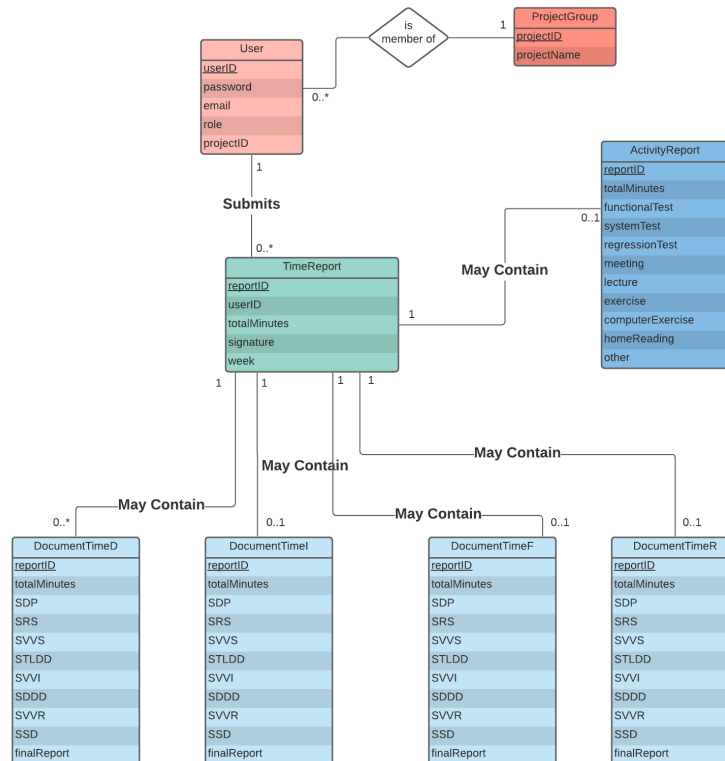 ProjectGroup
projectID
projectName
is
member of
1
0..*
User
userID
password
email
role
projectID
1
Submits
0..*
ActivityReport
reportID
totalMinutes
functionalTest
systemTest
regressionTest
meeting
lecture
exercise
computerExercise
homeReading
other
0..1
May Contain
1
TimeReport
reportID
userID
totalMinutes
signature
week
1
1
1
1
May Contain
May Contain
May Contain
May Contain
0..*
0..1
0..1
0..1
DocumentTimeD
reportID
totalMinutes
SDP
SRS
SVVS
STLDD
SVVI
SDDD
SVVR
SSD
finalReport
DocumentTimeI
reportID
totalMinutes
SDP
SRS
SVVS
STLDD
SVVI
SDDD
SVVR
SSD
finalReport
DocumentTimeF
reportID
totalMinutes
SDP
SRS
SVVS
STLDD
SVVI
SDDD
SVVR
SSD
finalReport
DocumentTimeR
reportID
totalMinutes
SDP
SRS
SVVS
STLDD
SVVI
SDDD
SVVR
SSD
finalReport